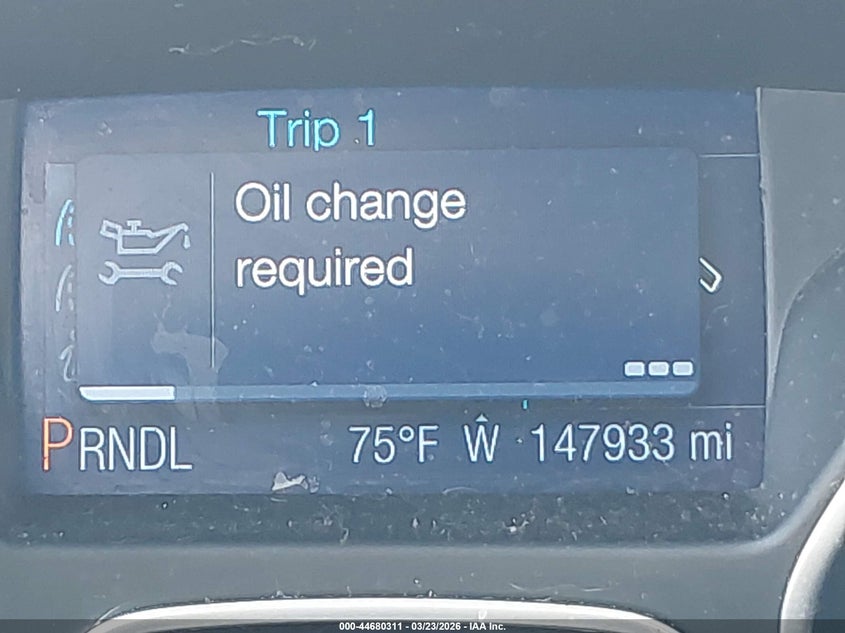 Trip 1
Oil change
required
PRNDL 75°F W 147933 mi
000-44680311 - 03/23/2026 - IAA Inc.